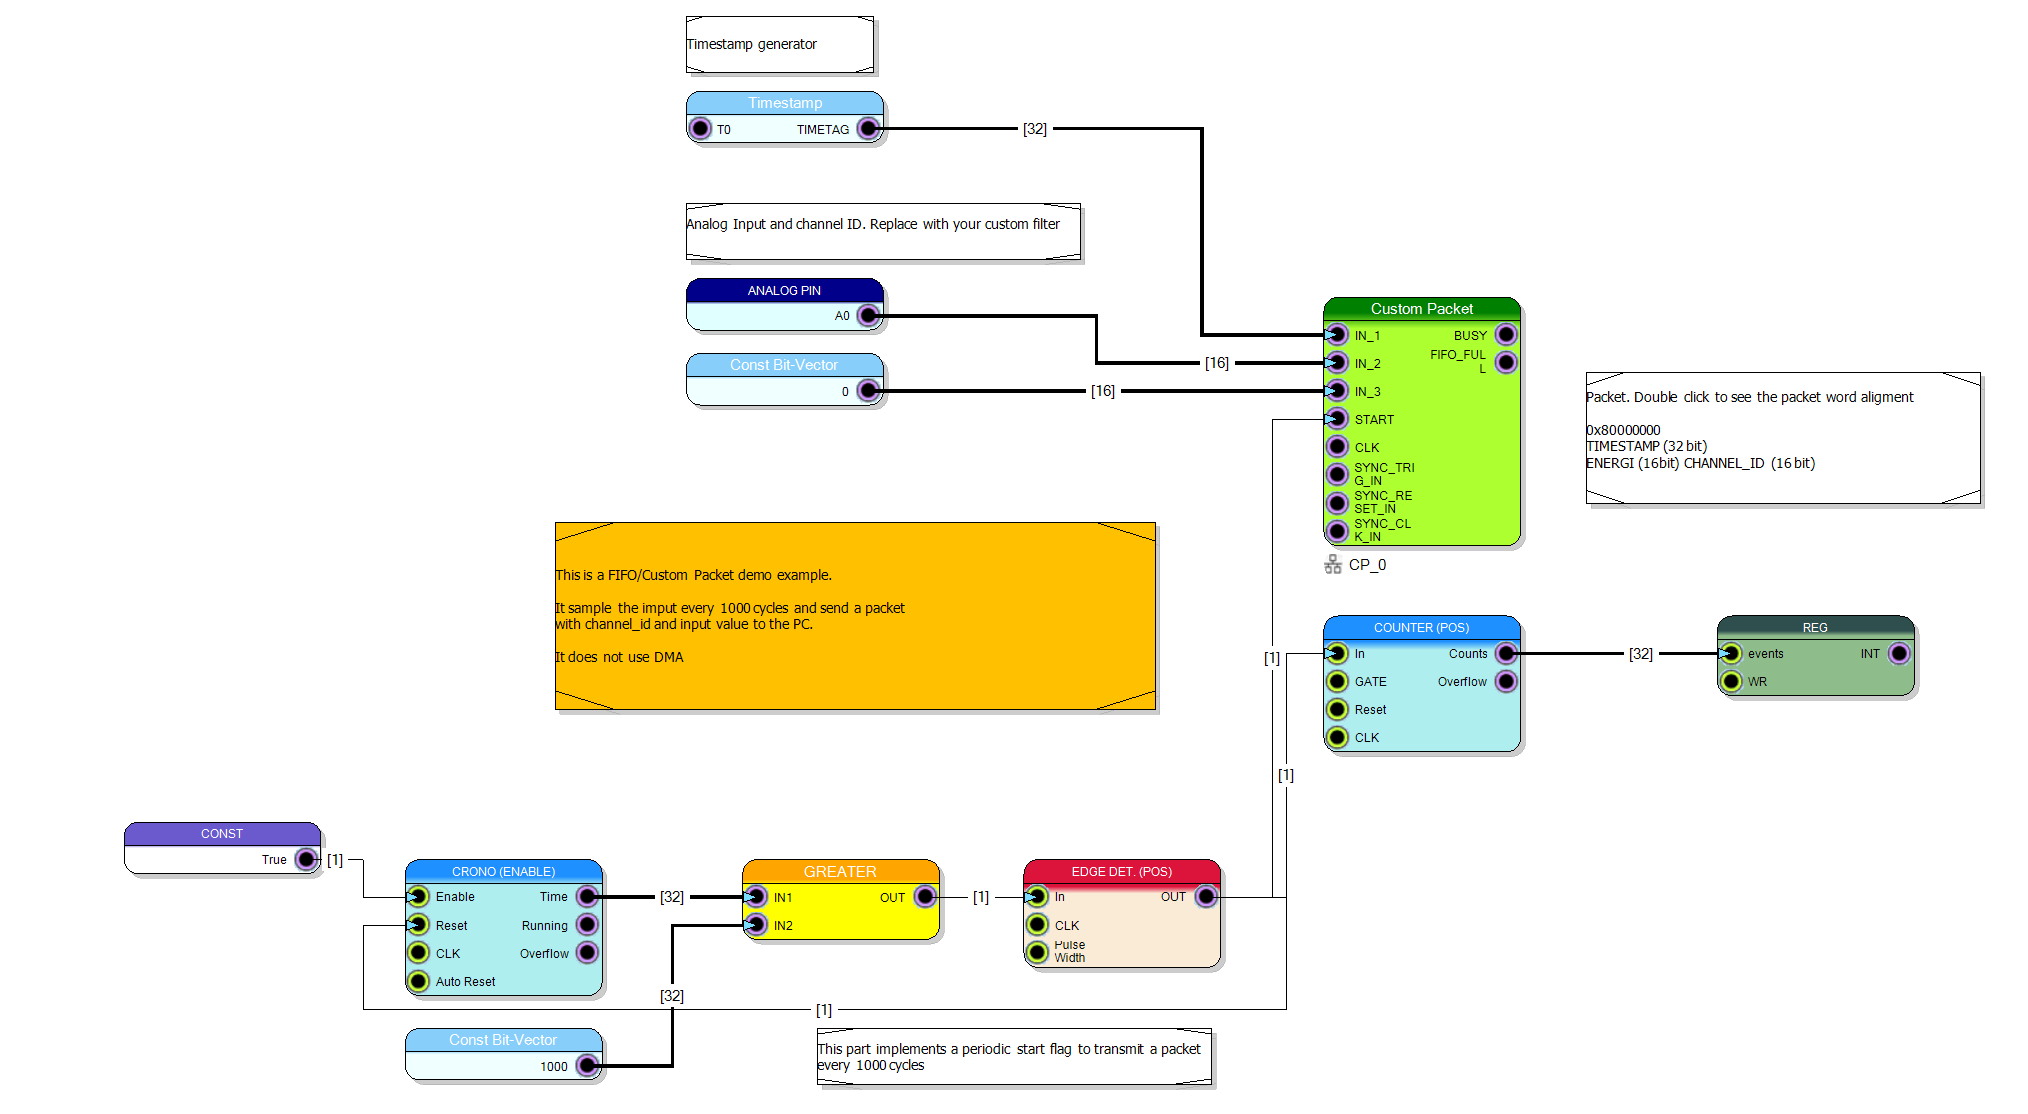 Timestamp generator
Timestamp
T0 TIMETAG
[32]
Analog Input and channel ID. Replace with your custom filter
ANALOG PIN
A0
[16]
Const Bit-Vector
0
[16]
Custom Packet
IN_1 BUSY
IN_2 FIFO_FUL
L
IN_3
START
CLK
SYNC_TRI
G_IN
SYNC_RE
SET_IN
SYNC_CL
K_IN
CP_0
Packet. Double click to see the packet word aligment
0x80000000
TIMESTAMP (32 bit)
ENERGI (16bit) CHANNEL_ID (16 bit)
This is a FIFO/Custom Packet demo example.
It sample the imput every 1000 cycles and send a packet
with channel_id and input value to the PC.
It does not use DMA
COUNTER (POS)
In Counts
GATE Overflow
Reset
CLK
[32]
REG
events INT
WR
[1]
[1]
CONST
True
[1]
CRONO (ENABLE)
Enable Time
Reset Running
CLK Overflow
Auto Reset
[32]
GREATER
IN1 OUT
IN2
[1]
EDGE DET. (POS)
In OUT
CLK
Pulse
Width
[32]
[1]
Const Bit-Vector
1000
This part implements a periodic start flag to transmit a packet
every 1000 cycles